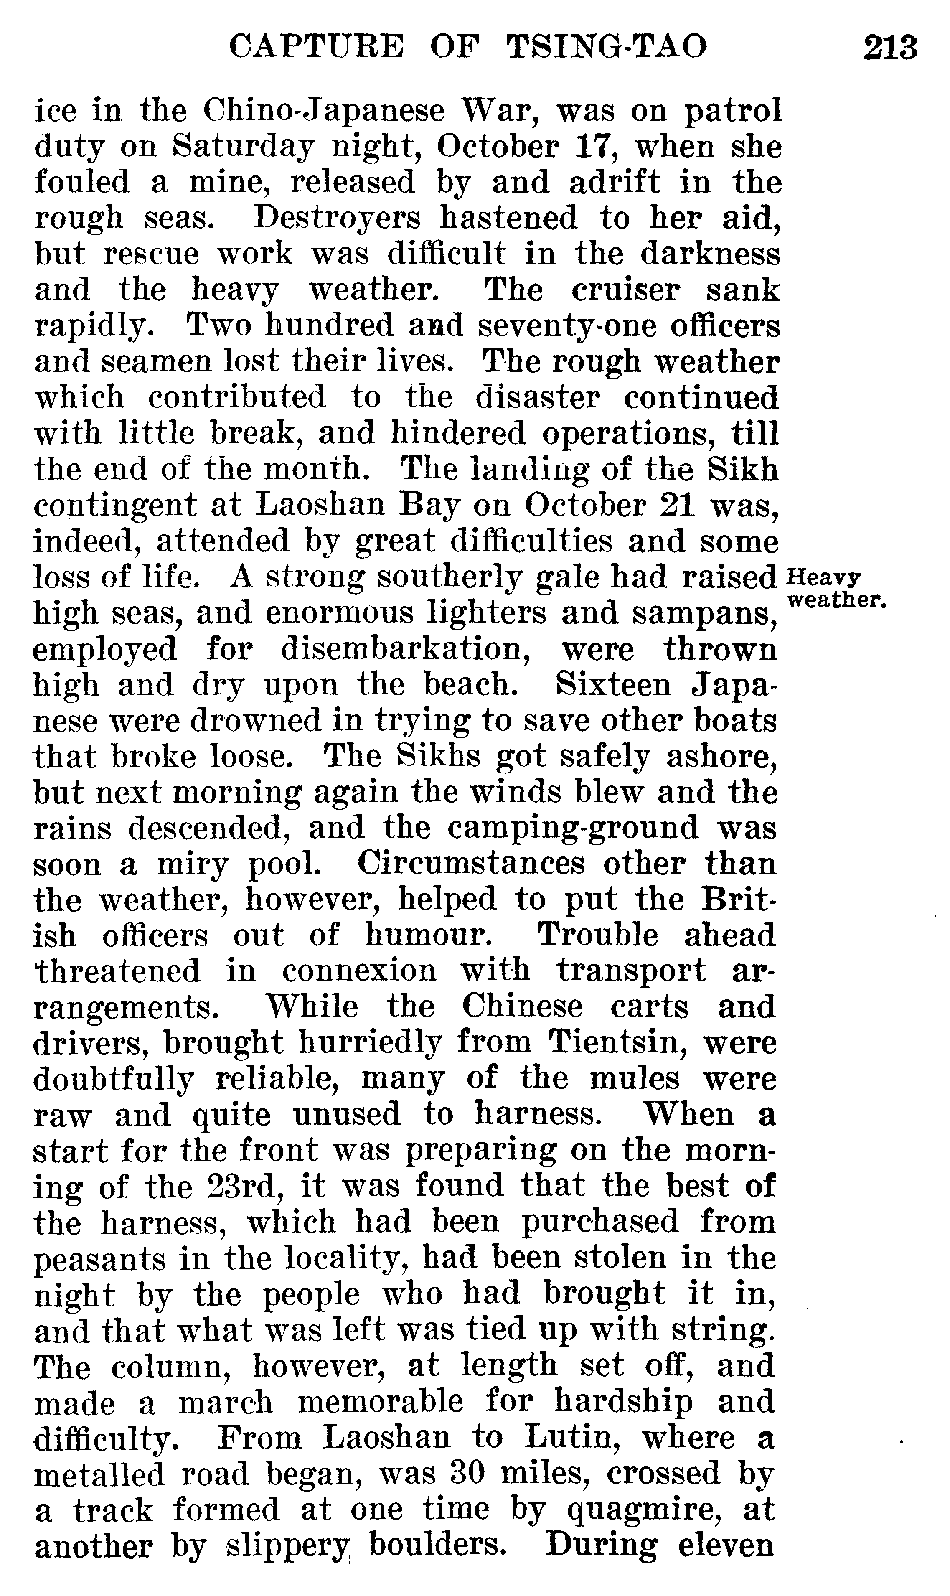 CAPTURE OF TSING-TAO 213
ice in the Chino-Japanese War, was on patrol
duty on Saturday night, October 17, when she
fouled a mine, released by and adrift in the
rough seas. Destroyers hastened to her aid,
but rescue work was difficult in the darkness
and the heavy weather. The cruiser sank
rapidly. Two hundred and seventy-one officers
and seamen lost their lives. The rough weather
which contributed to the disaster continued
with little break, and hindered operations, till
the end of the month. The landing of the Sikh
contingent at Laoshan Bay on October 21 was,
indeed, attended by great difficulties and some
loss of life. A strong southerly gale had raised
high seas, and enormous lighters and sampans,
employed for disembarkation, were thrown
high and dry upon the beach. Sixteen Japa-
nese were drowned in trying to save other boats
that broke loose. The Sikhs got safely ashore,
but next morning again the winds blew and the
rains descended, and the camping-ground was
soon a miry pool. Circumstances other than
the weather, however, helped to put the Brit-
ish officers out of humour. Trouble ahead
threatened in connexion with transport ar-
rangements. While the Chinese carts and
drivers, brought hurriedly from Tientsin, were
doubtfully reliable, many of the mules were
raw and quite unused to harness. When a
start for the front was preparing on the morn-
ing of the 23rd, it was found that the best of
the harness, which had been purchased from
peasants in the locality, had been stolen in the
night by the people who had brought it in,
and that what was left was tied up with string.
The column, however, at length set off, and
made a march memorable for hardship and
difficulty. From Laoshan to Lutin, where a
metalled road began, was 30 miles, crossed by
a track formed at one time by quagmire, at
another by slippery boulders. During eleven
Heavy
weather.